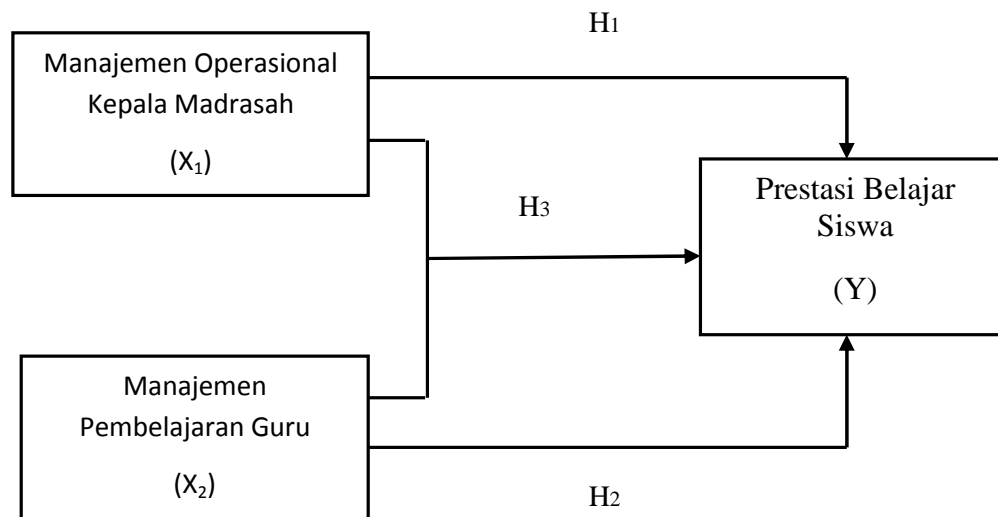 H1
Manajemen Operasional
Kepala Madrasah
(X₁)
H3
Prestasi Belajar
Siswa
(Y)
Manajemen
Pembelajaran Guru
(X₂)
H2